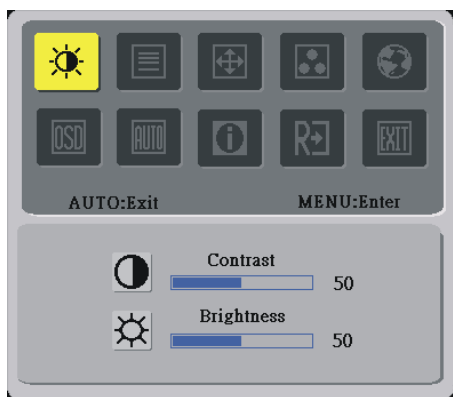 OSD AUTO i R EXIT
AUTO:Exit MENU:Enter
Contrast
50
Brightness
50